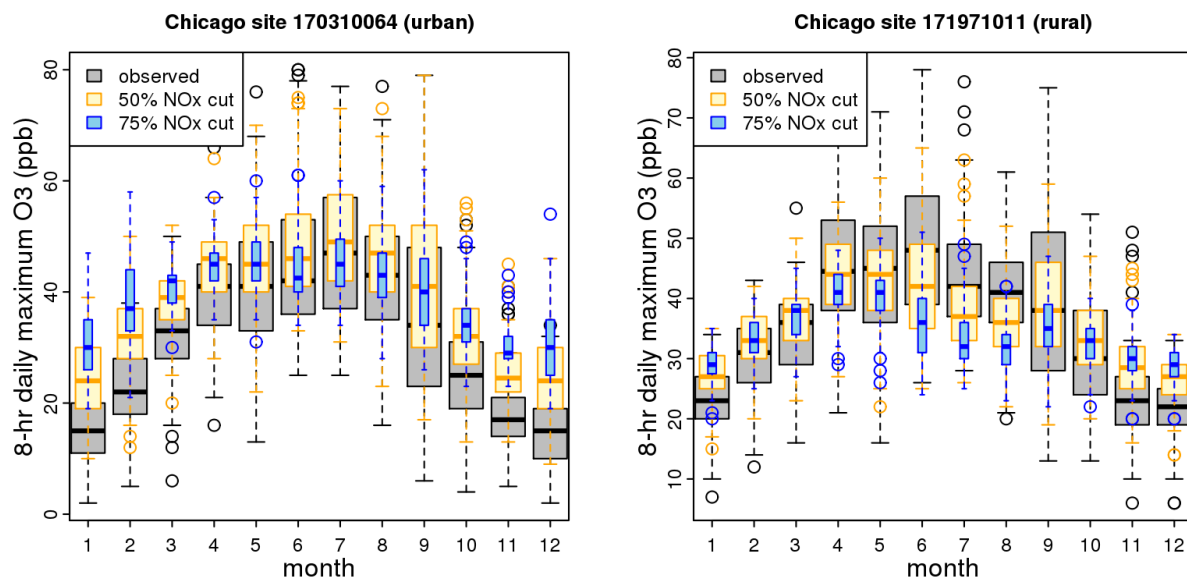 Chicago site 170310064 (urban)
8-hr daily maximum O3 (ppb)
80
60
40
20
0
observed
50% NOx cut
75% NOx cut
1 2 3 4 5 6 7 8 9 10 11 12
month
Chicago site 171971011 (rural)
8-hr daily maximum O3 (ppb)
80
70
60
50
40
30
20
10
observed
50% NOx cut
75% NOx cut
1 2 3 4 5 6 7 8 9 10 11 12
month